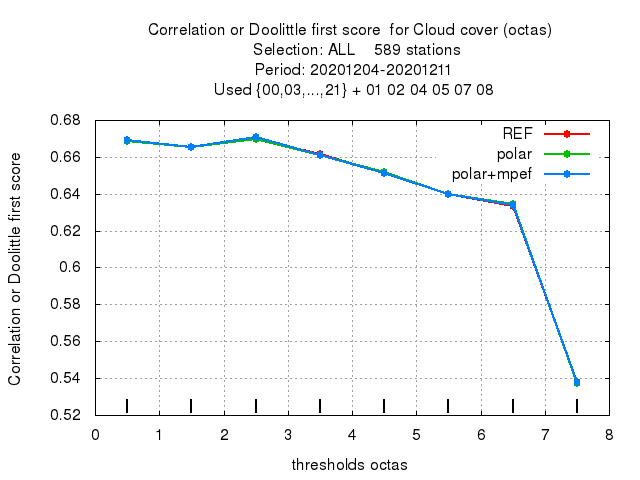 Correlation or Doolittle first score  for Cloud cover (octas)
Selection: ALL    589 stations
Period: 20201204-20201211
Used {00,03,...,21} + 01 02 04 05 07 08
REF
polar
polar+mpef
Correlation or Doolittle first score
0.68
0.66
0.64
0.62
0.6
0.58
0.56
0.54
0.52
0 1 2 3 4 5 6 7 8
thresholds octas